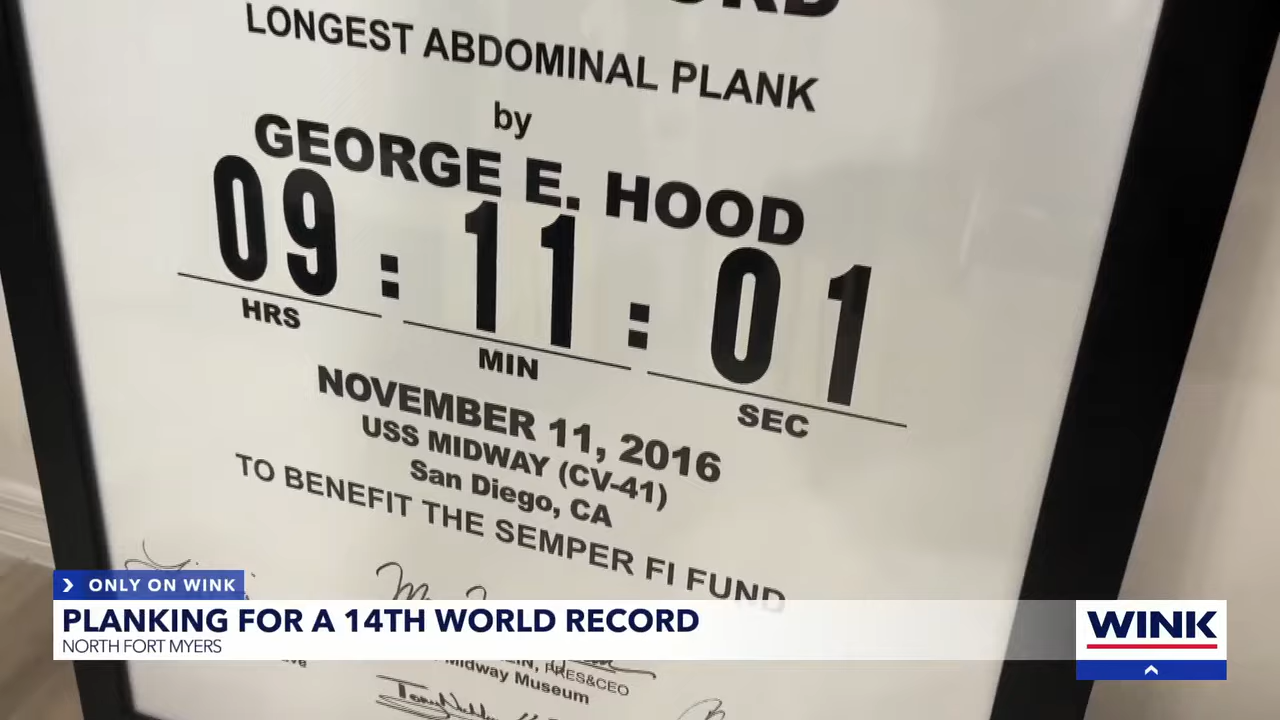 LONGEST ABDOMINAL PLANK
by
GEORGE E. HOOD
09 : 11 : 01
HRS MIN SEC
NOVEMBER 11, 2016
USS MIDWAY (CV-41)
San Diego, CA
TO BENEFIT THE SEMPER FI FUND
ONLY ON WINK
PLANKING FOR A 14TH WORLD RECORD
NORTH FORT MYERS
WINK
PRES&CEO
Midway Museum